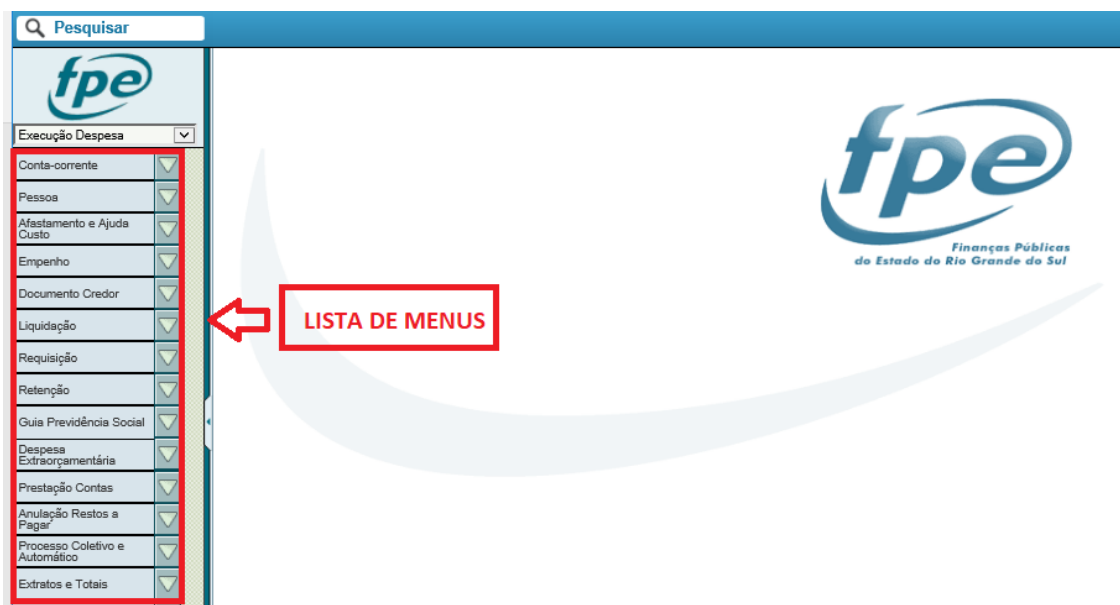 Pesquisar
fpe
Execução Despesa
Conta-corrente
Pessoa
Afastamento e Ajuda
Custo
Empenho
Documento Credor
Liquidação
Requisição
Retenção
Guia Previdência Social
Despesa
Extraorçamentária
Prestação Contas
Anulação Restos a
Pagar
Processo Coletivo e
Automático
Extratos e Totais
LISTA DE MENUS
fpe
Finanças Públicas
do Estado do Rio Grande do Sul